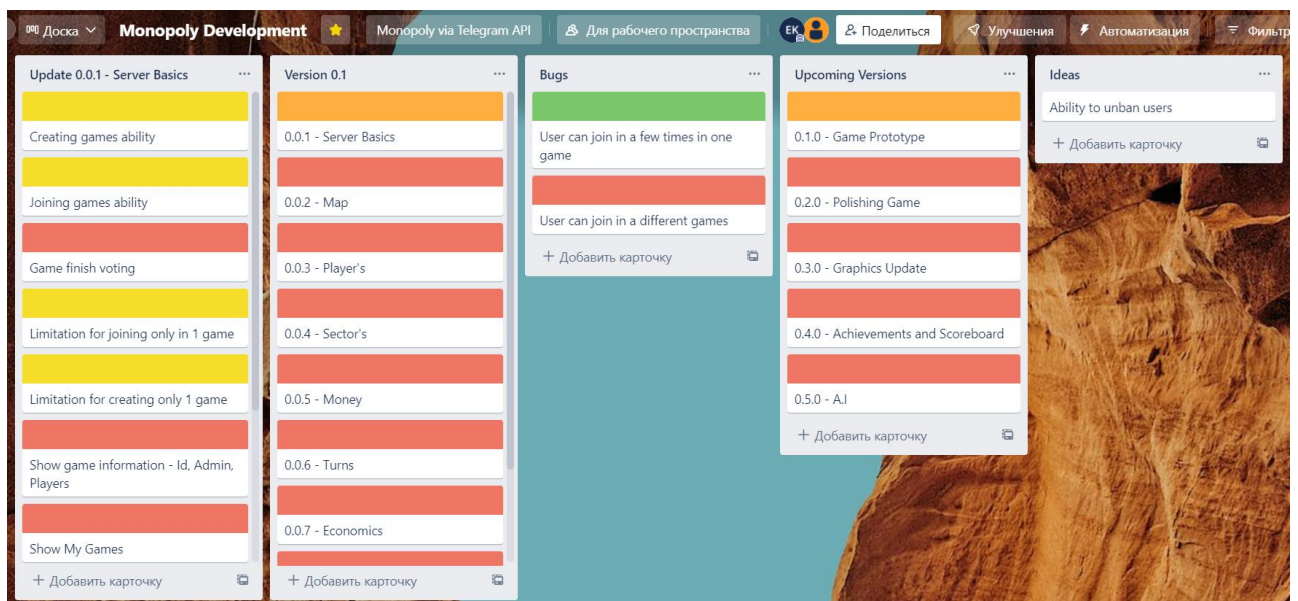 Доска
Monopoly Development
Monopoly via Telegram API
Для рабочего пространства
EK
Поделиться
Улучшения
Автоматизация
Фильтр
Update 0.0.1 - Server Basics
Creating games ability
Joining games ability
Game finish voting
Limitation for joining only in 1 game
Limitation for creating only 1 game
Show game information - Id, Admin,
Players
Show My Games
+ Добавить карточку
Version 0.1
0.0.1 - Server Basics
0.0.2 - Map
0.0.3 - Player's
0.0.4 - Sector's
0.0.5 - Money
0.0.6 - Turns
0.0.7 - Economics
+ Добавить карточку
Bugs
User can join in a few times in one
game
User can join in a different games
+ Добавить карточку
Upcoming Versions
0.1.0 - Game Prototype
0.2.0 - Polishing Game
0.3.0 - Graphics Update
0.4.0 - Achievements and Scoreboard
0.5.0 - A.I
+ Добавить карточку
Ideas
Ability to unban users
+ Добавить карточку